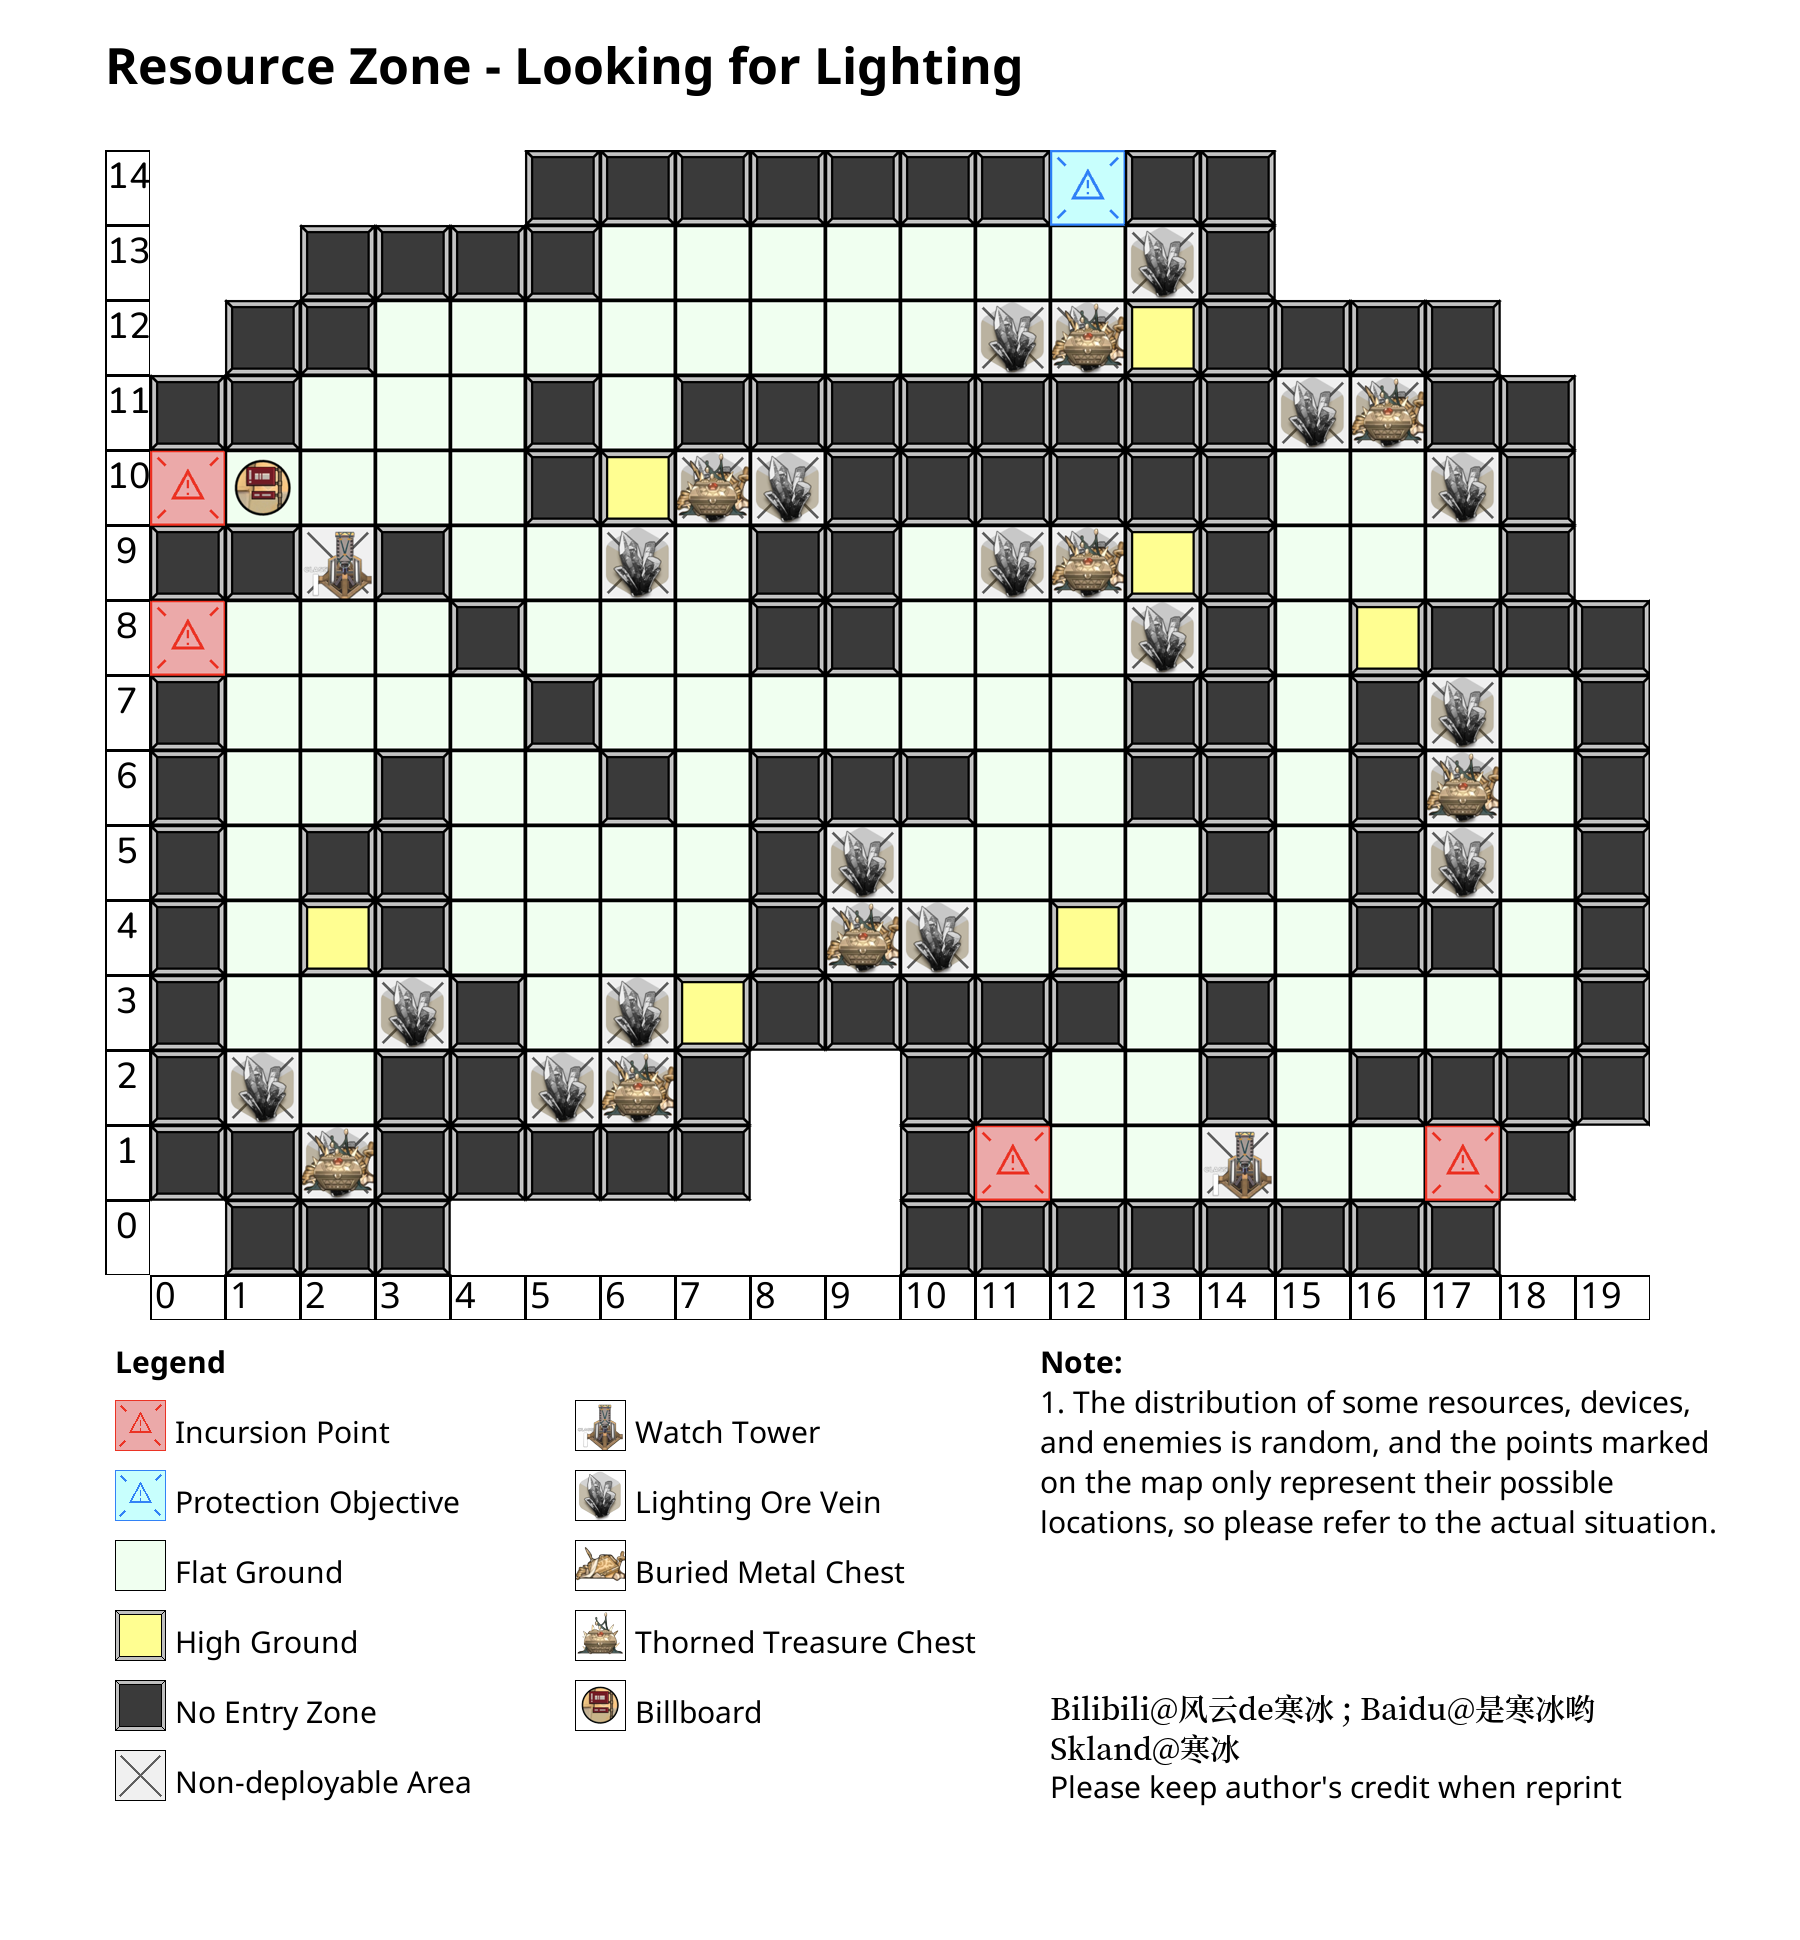 Resource Zone - Looking for Lighting
14
13
12
11
10
9
8
7
6
5
4
3
2
1
0
0 1 2 3 4 5 6 7 8 9 10 11 12 13 14 15 16 17 18 19
Legend
Incursion Point
Protection Objective
Flat Ground
High Ground
No Entry Zone
Non-deployable Area
Watch Tower
Lighting Ore Vein
Buried Metal Chest
Thorned Treasure Chest
Billboard
Note:
1. The distribution of some resources, devices,
and enemies is random, and the points marked
on the map only represent their possible
locations, so please refer to the actual situation.
Bilibili@风云de寒冰 ; Baidu@是寒冰哟
Skland@寒冰
Please keep author's credit when reprint